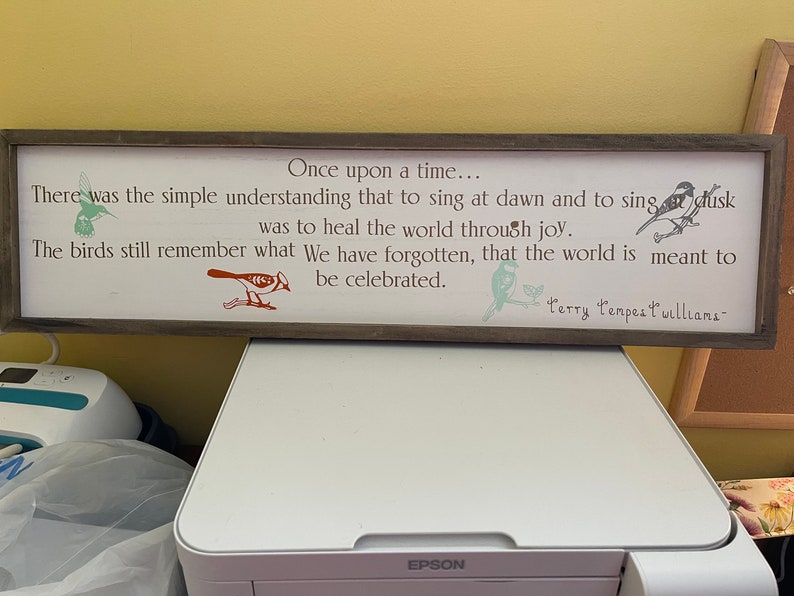 Once upon a time...
There was the simple understanding that to sing at dawn and to sing at dusk
was to heal the world through joy.
The birds still remember what We have forgotten, that the world is meant to
be celebrated.
Terry Tempest Williams-
EPSON